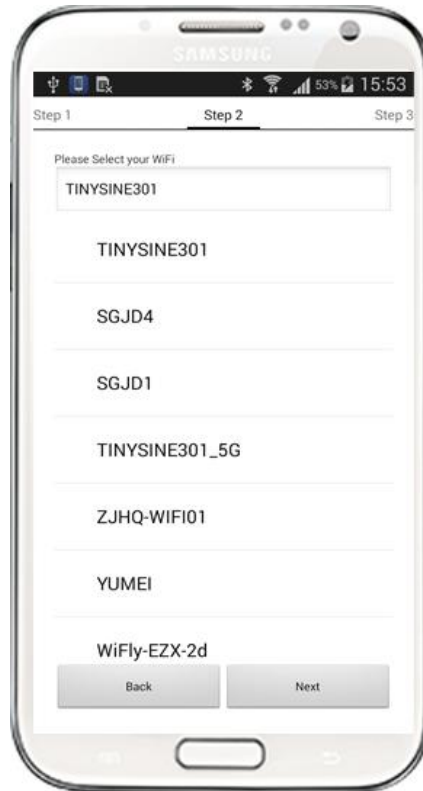 SAMSUNG
53% 15:53
Step 1 Step 2 Step 3
Please Select your WiFi
TINYSINE301
TINYSINE301
SGJD4
SGJD1
TINYSINE301_5G
ZJHQ-WIFI01
YUMEI
WiFly-EZX-2d
Back Next